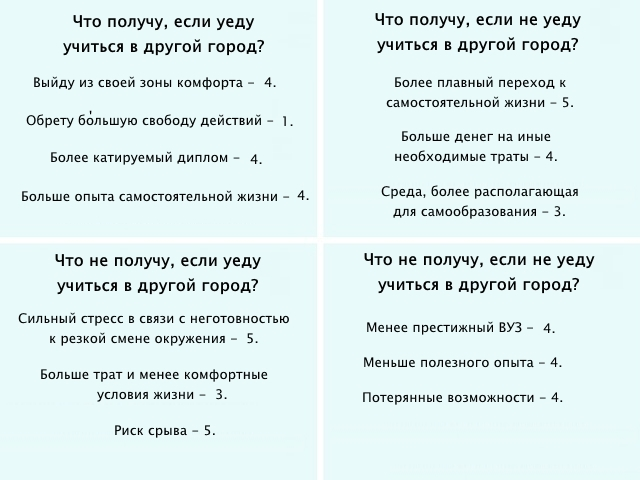 Что получу, если уеду
учиться в другой город?
Выйду из своей зоны комфорта – 4.
Обрету бо́льшую свободу действий – 1.
Более катируемый диплом – 4.
Больше опыта самостоятельной жизни – 4.
Что получу, если не уеду
учиться в другой город?
Более плавный переход к
самостоятельной жизни – 5.
Больше денег на иные
необходимые траты – 4.
Среда, более располагающая
для самообразования – 3.
Что не получу, если уеду
учиться в другой город?
Сильный стресс в связи с неготовностью
к резкой смене окружения – 5.
Больше трат и менее комфортные
условия жизни – 3.
Риск срыва – 5.
Что не получу, если не уеду
учиться в другой город?
Менее престижный ВУЗ – 4.
Меньше полезного опыта – 4.
Потерянные возможности – 4.